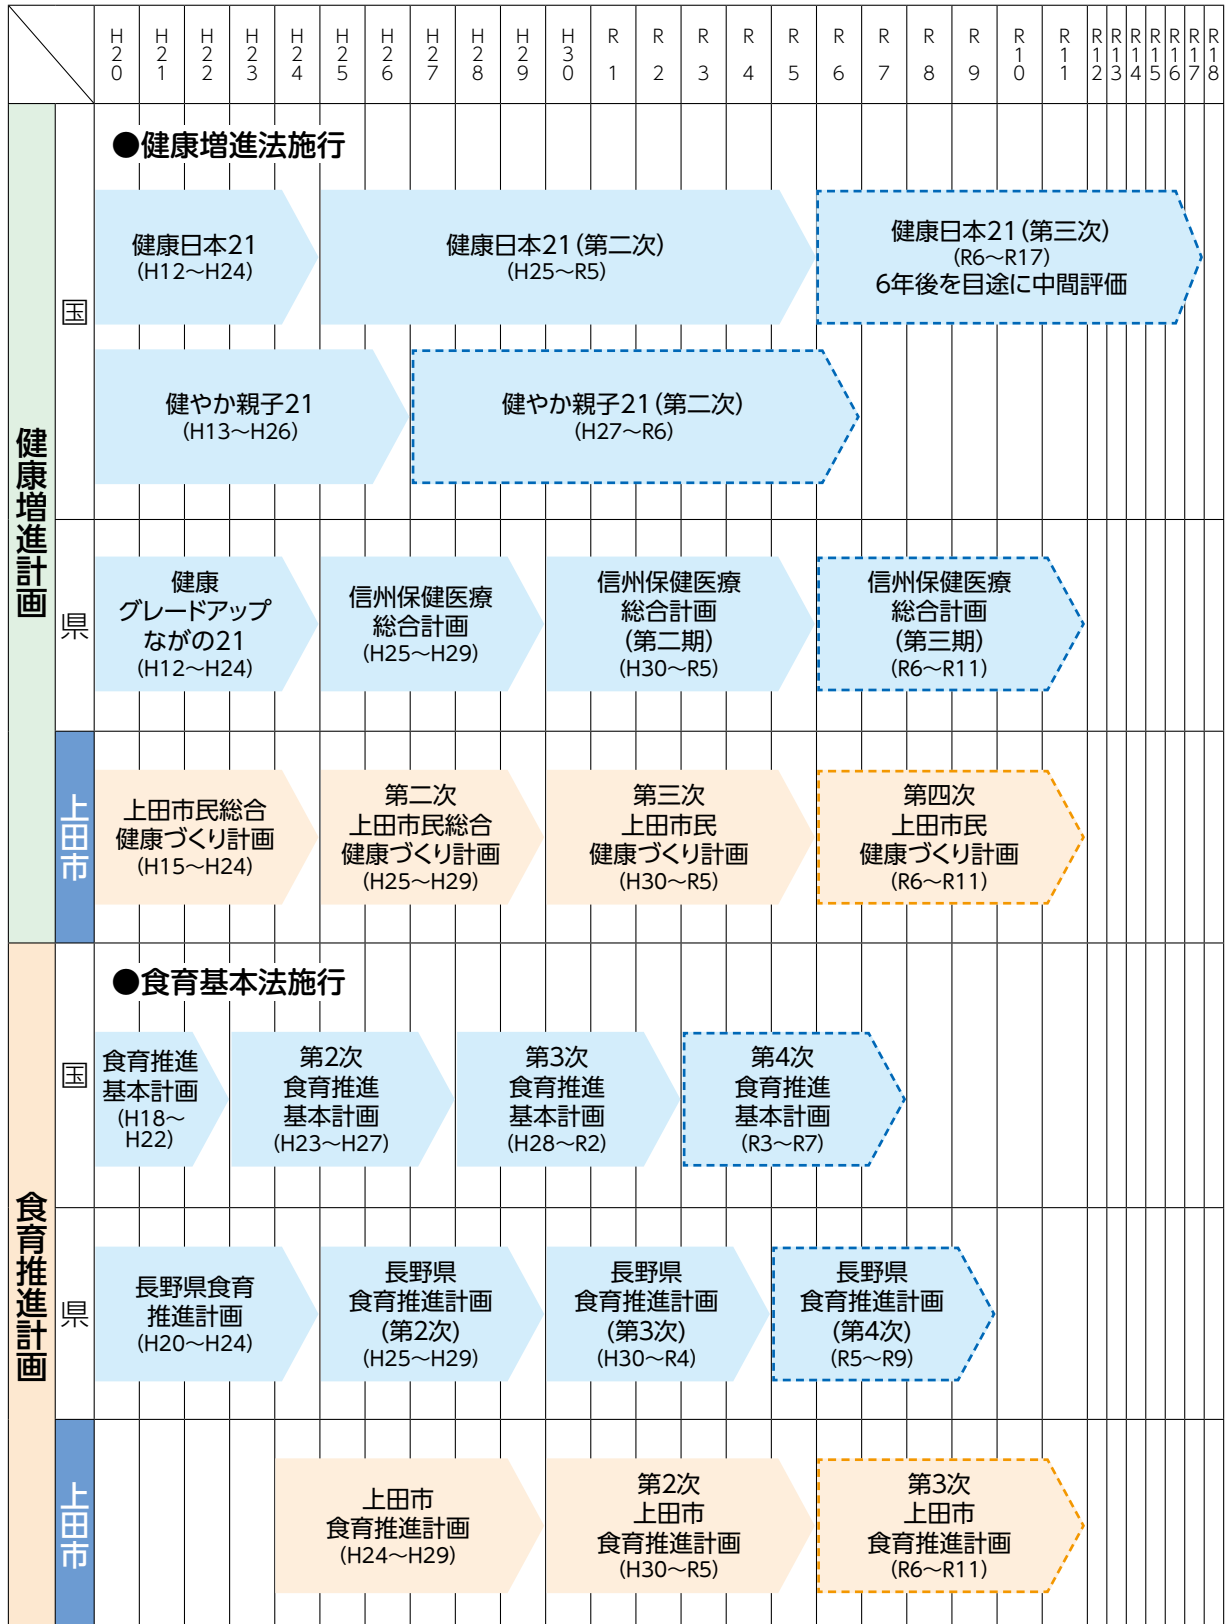 H20 H21 H22 H23 H24 H25 H26 H27 H28 H29 H30 R1 R2 R3 R4 R5 R6 R7 R8 R9 R10 R11 R12 R13 R14 R15 R16 R17 R18
健康増進計画
国
●健康増進法施行
健康日本21
(H12〜H24)
健康日本21(第二次)
(H25〜R5)
健康日本21(第三次)
(R6〜R17)
6年後を目途に中間評価
健やか親子21
(H13〜H26)
健やか親子21(第二次)
(H27〜R6)
県
健康
グレードアップ
ながの21
(H12〜H24)
信州保健医療
総合計画
(H25〜H29)
信州保健医療
総合計画
(第二期)
(H30〜R5)
信州保健医療
総合計画
(第三期)
(R6〜R11)
上田市
上田市民総合
健康づくり計画
(H15〜H24)
第二次
上田市民総合
健康づくり計画
(H25〜H29)
第三次
上田市民
健康づくり計画
(H30〜R5)
第四次
上田市民
健康づくり計画
(R6〜R11)
食育推進計画
国
●食育基本法施行
食育推進
基本計画
(H18〜
H22)
第2次
食育推進
基本計画
(H23〜H27)
第3次
食育推進
基本計画
(H28〜R2)
第4次
食育推進
基本計画
(R3〜R7)
県
長野県食育
推進計画
(H20〜H24)
長野県
食育推進計画
(第2次)
(H25〜H29)
長野県
食育推進計画
(第3次)
(H30〜R4)
長野県
食育推進計画
(第4次)
(R5〜R9)
上田市
上田市
食育推進計画
(H24〜H29)
第2次
上田市
食育推進計画
(H30〜R5)
第3次
上田市
食育推進計画
(R6〜R11)